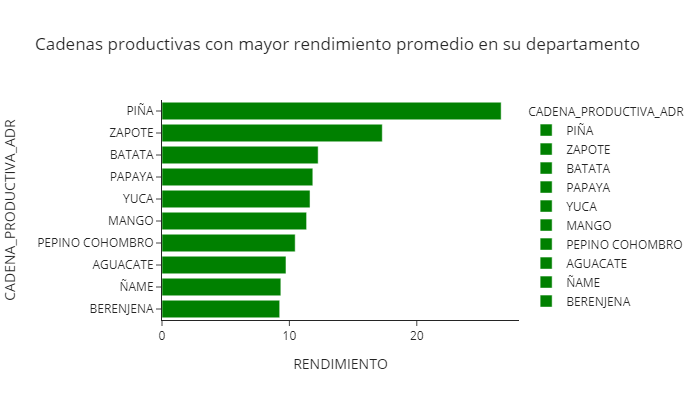 Cadenas productivas con mayor rendimiento promedio en su departamento
CADENA_PRODUCTIVA_ADR
PIÑA
ZAPOTE
BATATA
PAPAYA
YUCA
MANGO
PEPINO COHOMBRO
AGUACATE
ÑAME
BERENJENA
0 10 20
RENDIMIENTO
CADENA_PRODUCTIVA_ADR
PIÑA
ZAPOTE
BATATA
PAPAYA
YUCA
MANGO
PEPINO COHOMBRO
AGUACATE
ÑAME
BERENJENA